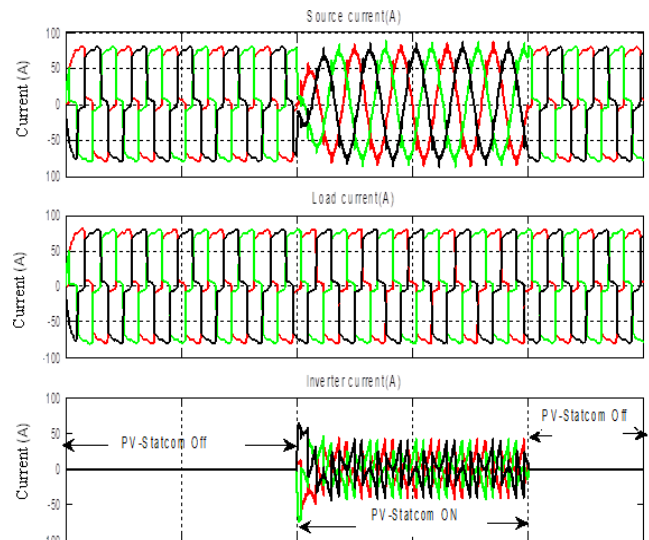 Source current(A)
100
50
0
-50
100
Current (A)
Load current(A)
100
50
0
-50
-100
Current (A)
Inverter current(A)
100
50
0
-50
100
Current (A)
PV-Statcom Off
PV-Statcom Off
PV-Statcom ON